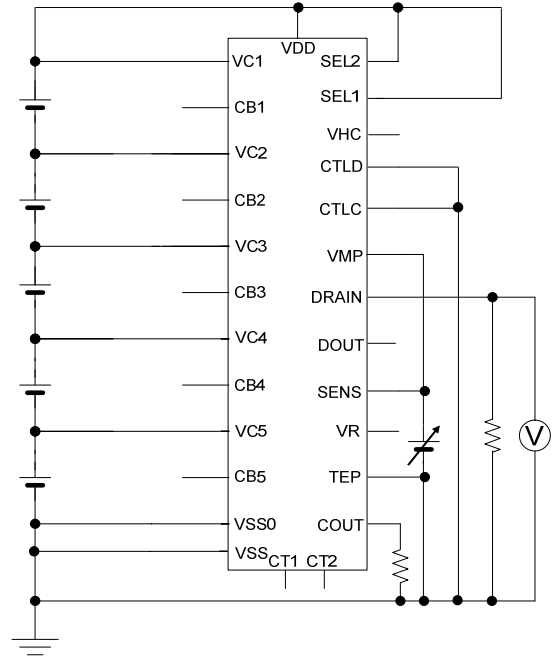 VDD
VC1
SEL2
SEL1
CB1
VHC
VC2
CTLD
CB2
CTLC
VC3
VMP
CB3
DRAIN
VC4
DOUT
CB4
SENS
VC5
VR
CB5
TEP
VSS0
COUT
VSS
CT1 CT2
V